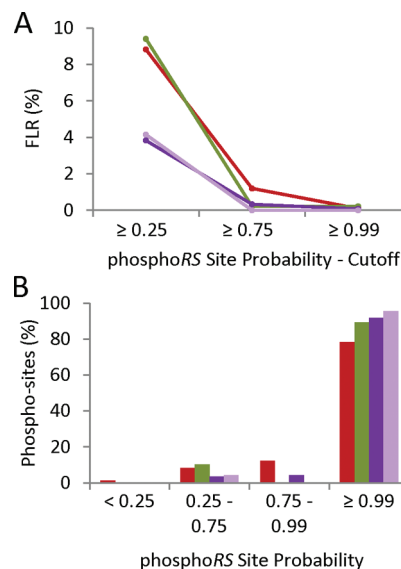 A
10
8
6
4
2
0
FLR (%)
≥ 0.25 ≥ 0.75 ≥ 0.99
phosphoRS Site Probability - Cutoff
B
100
80
60
40
20
0
Phospho-sites (%)
< 0.25 0.25 - 0.75 0.75 - 0.99 ≥ 0.99
phosphoRS Site Probability